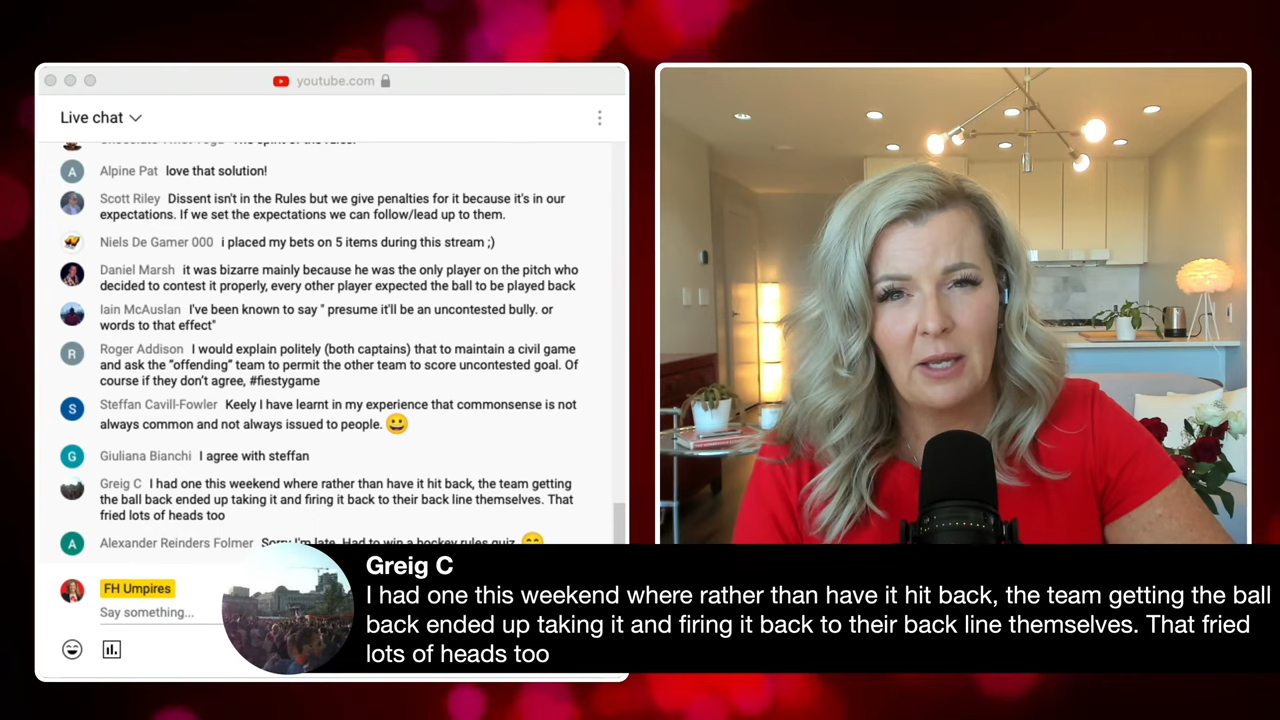 youtube.com
Live chat
Alpine Pat love that solution!
Scott Riley Dissent isn't in the Rules but we give penalties for it because it's in our
expectations. If we set the expectations we can follow/lead up to them.
Niels De Gamer 000 i placed my bets on 5 items during this stream ;)
Daniel Marsh it was bizarre mainly because he was the only player on the pitch who
decided to contest it properly, every other player expected the ball to be played back
Iain McAuslan I've been known to say " presume it'll be an uncontested bully. or
words to that effect"
R Roger Addison I would explain politely (both captains) that to maintain a civil game
and ask the “offending” team to permit the other team to score uncontested goal. Of
course if they don’t agree, #fiestygame
S Steffan Cavill-Fowler Keely I have learnt in my experience that commonsense is not
always common and not always issued to people. 😀
G Giuliana Bianchi I agree with steffan
Greig C I had one this weekend where rather than have it hit back, the team getting
the ball back ended up taking it and firing it back to their back line themselves. That
fried lots of heads too
A Alexander Reinders Folmer Sorry I'm late. Had to win a hockey rules quiz
FH Umpires
Say something...
Greig C
I had one this weekend where rather than have it hit back, the team getting the ball
back ended up taking it and firing it back to their back line themselves. That fried
lots of heads too